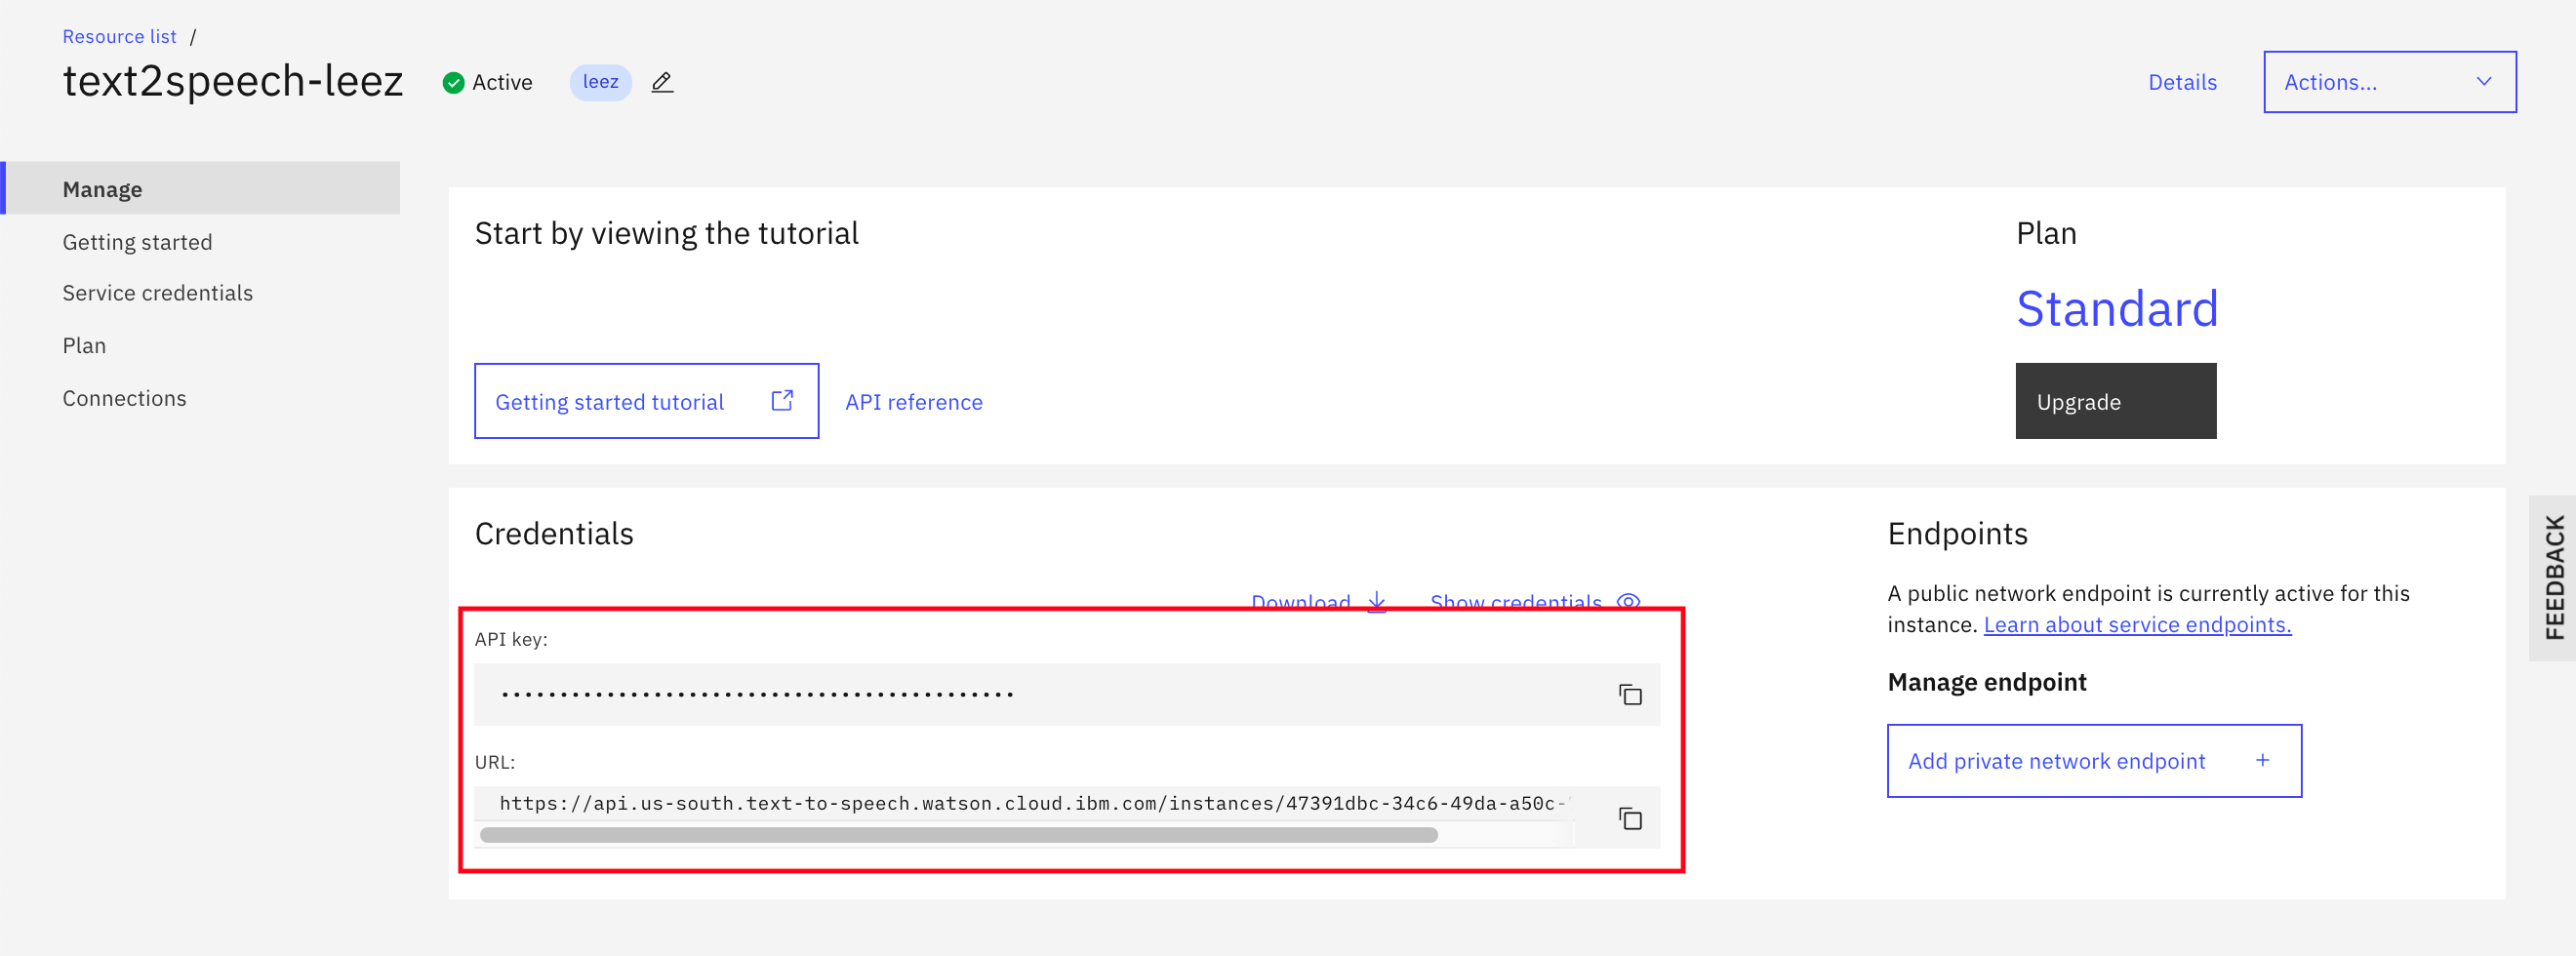 Resource list /
text2speech-leez Active leez
Details Actions...
Manage
Getting started
Service credentials
Plan
Connections
Start by viewing the tutorial
Getting started tutorial API reference
Plan
Standard
Upgrade
Credentials
Download Show credentials
API key:
••••••••••••••••••••••••••••••••••••••••••••
URL:
https://api.us-south.text-to-speech.watson.cloud.ibm.com/instances/47391dbc-34c6-49da-a50c-
Endpoints
A public network endpoint is currently active for this
instance. Learn about service endpoints.
Manage endpoint
Add private network endpoint +
FEEDBACK